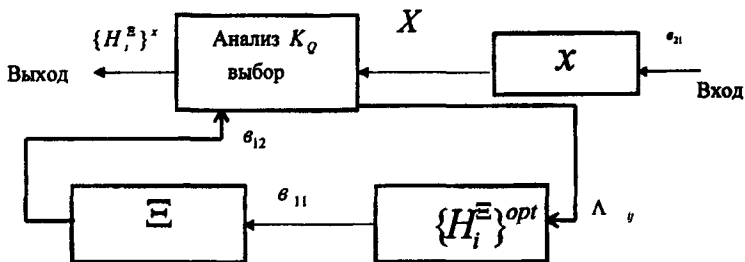 {H_i^Ξ}^x
Анализ K_Q
выбор
X
x
в_21
Выход
Вход
в_12
Ξ
в_11
{H_i^Ξ}^opt
Λ_y